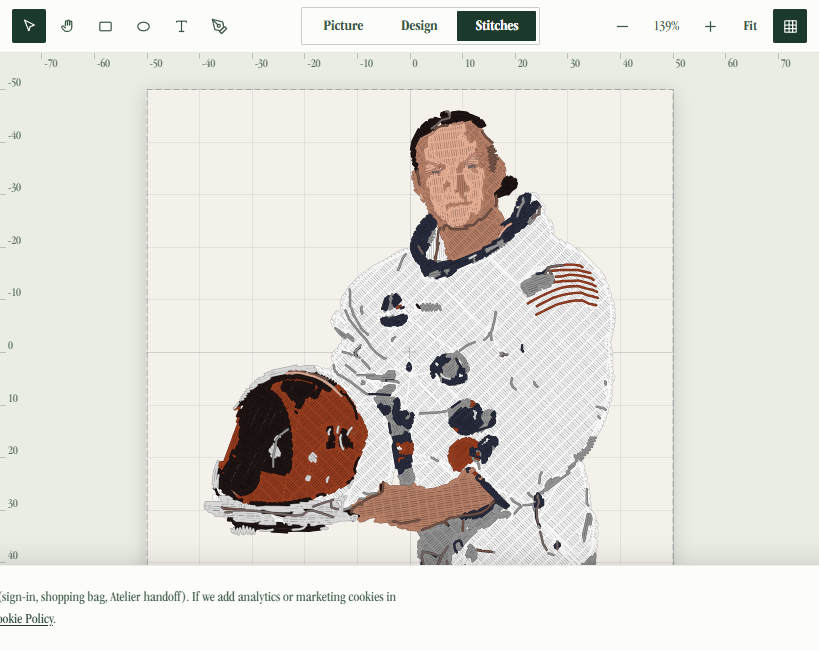 Picture Design Stitches 139% Fit
-70 -60 -50 -40 -30 -20 -10 0 10 20 30 40 50 60 70
-50
-40
-30
-20
-10
0
10
20
30
40
(sign-in, shopping bag, Atelier handoff). If we add analytics or marketing cookies in
ookie Policy.